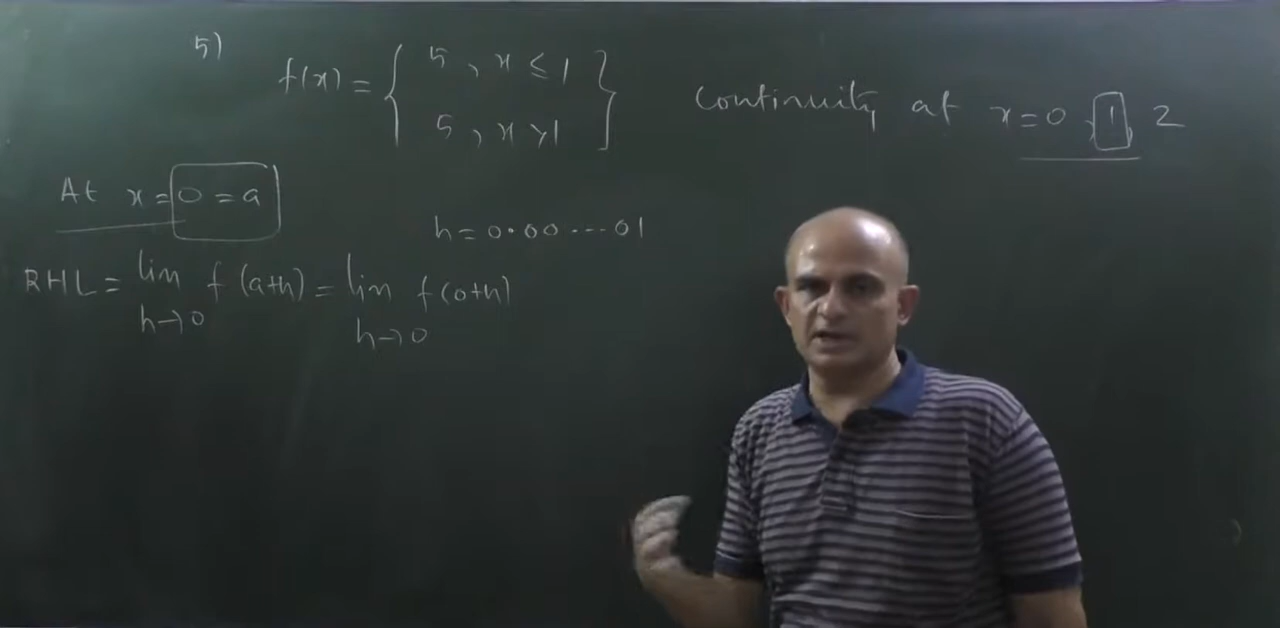 5)
f(x) = { 5, x ≤ 1
5, x > 1 }
Continuity at x = 0, 1, 2
At x = 0 = a
h = 0.00...01
RHL = lim f(a+h) = lim f(0+h)
h→0 h→0